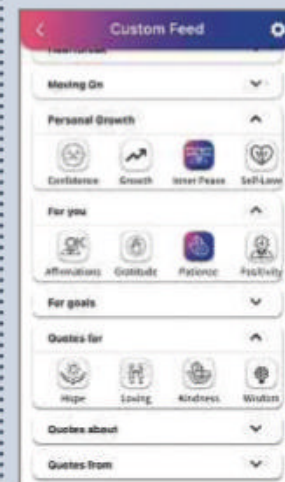 Custom Feed
Moving On
Personal Growth
Confidence Growth Inner Peace Self-Love
For you
Affirmations Gratitude Patience Positivity
For goals
Quotes for
Hope Loving Kindness Wisdom
Quotes about
Quotes from